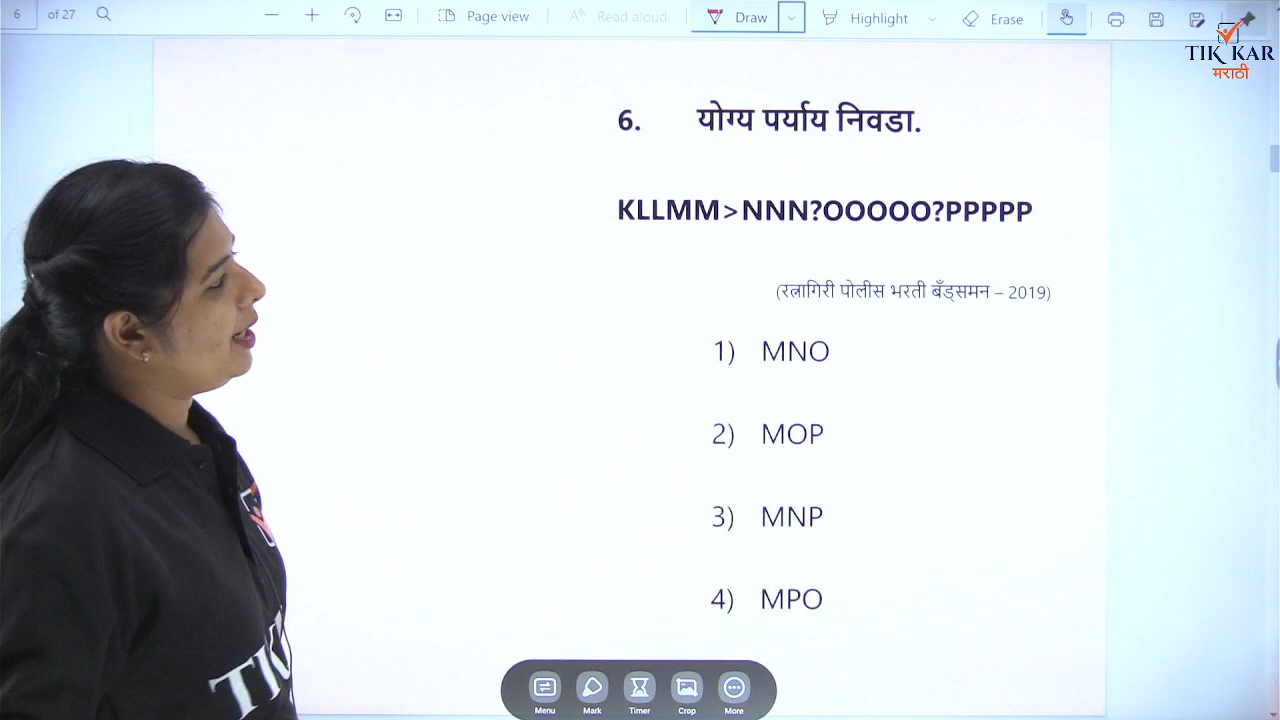 6 of 27
Page view
Read aloud
Draw
Highlight
Erase
TIK KAR
मराठी
6. योग्य पर्याय निवडा.
KLLMM>NNN?OOOOO?PPPPP
(रत्नागिरी पोलीस भरती बँड्समन – 2019)
1) MNO
2) MOP
3) MNP
4) MPO
Menu
Mark
Timer
Crop
More